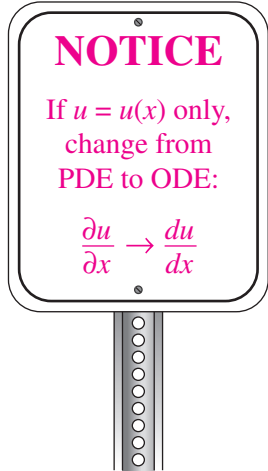 NOTICE
If u = u(x) only,
change from
PDE to ODE:
∂u/∂x → du/dx